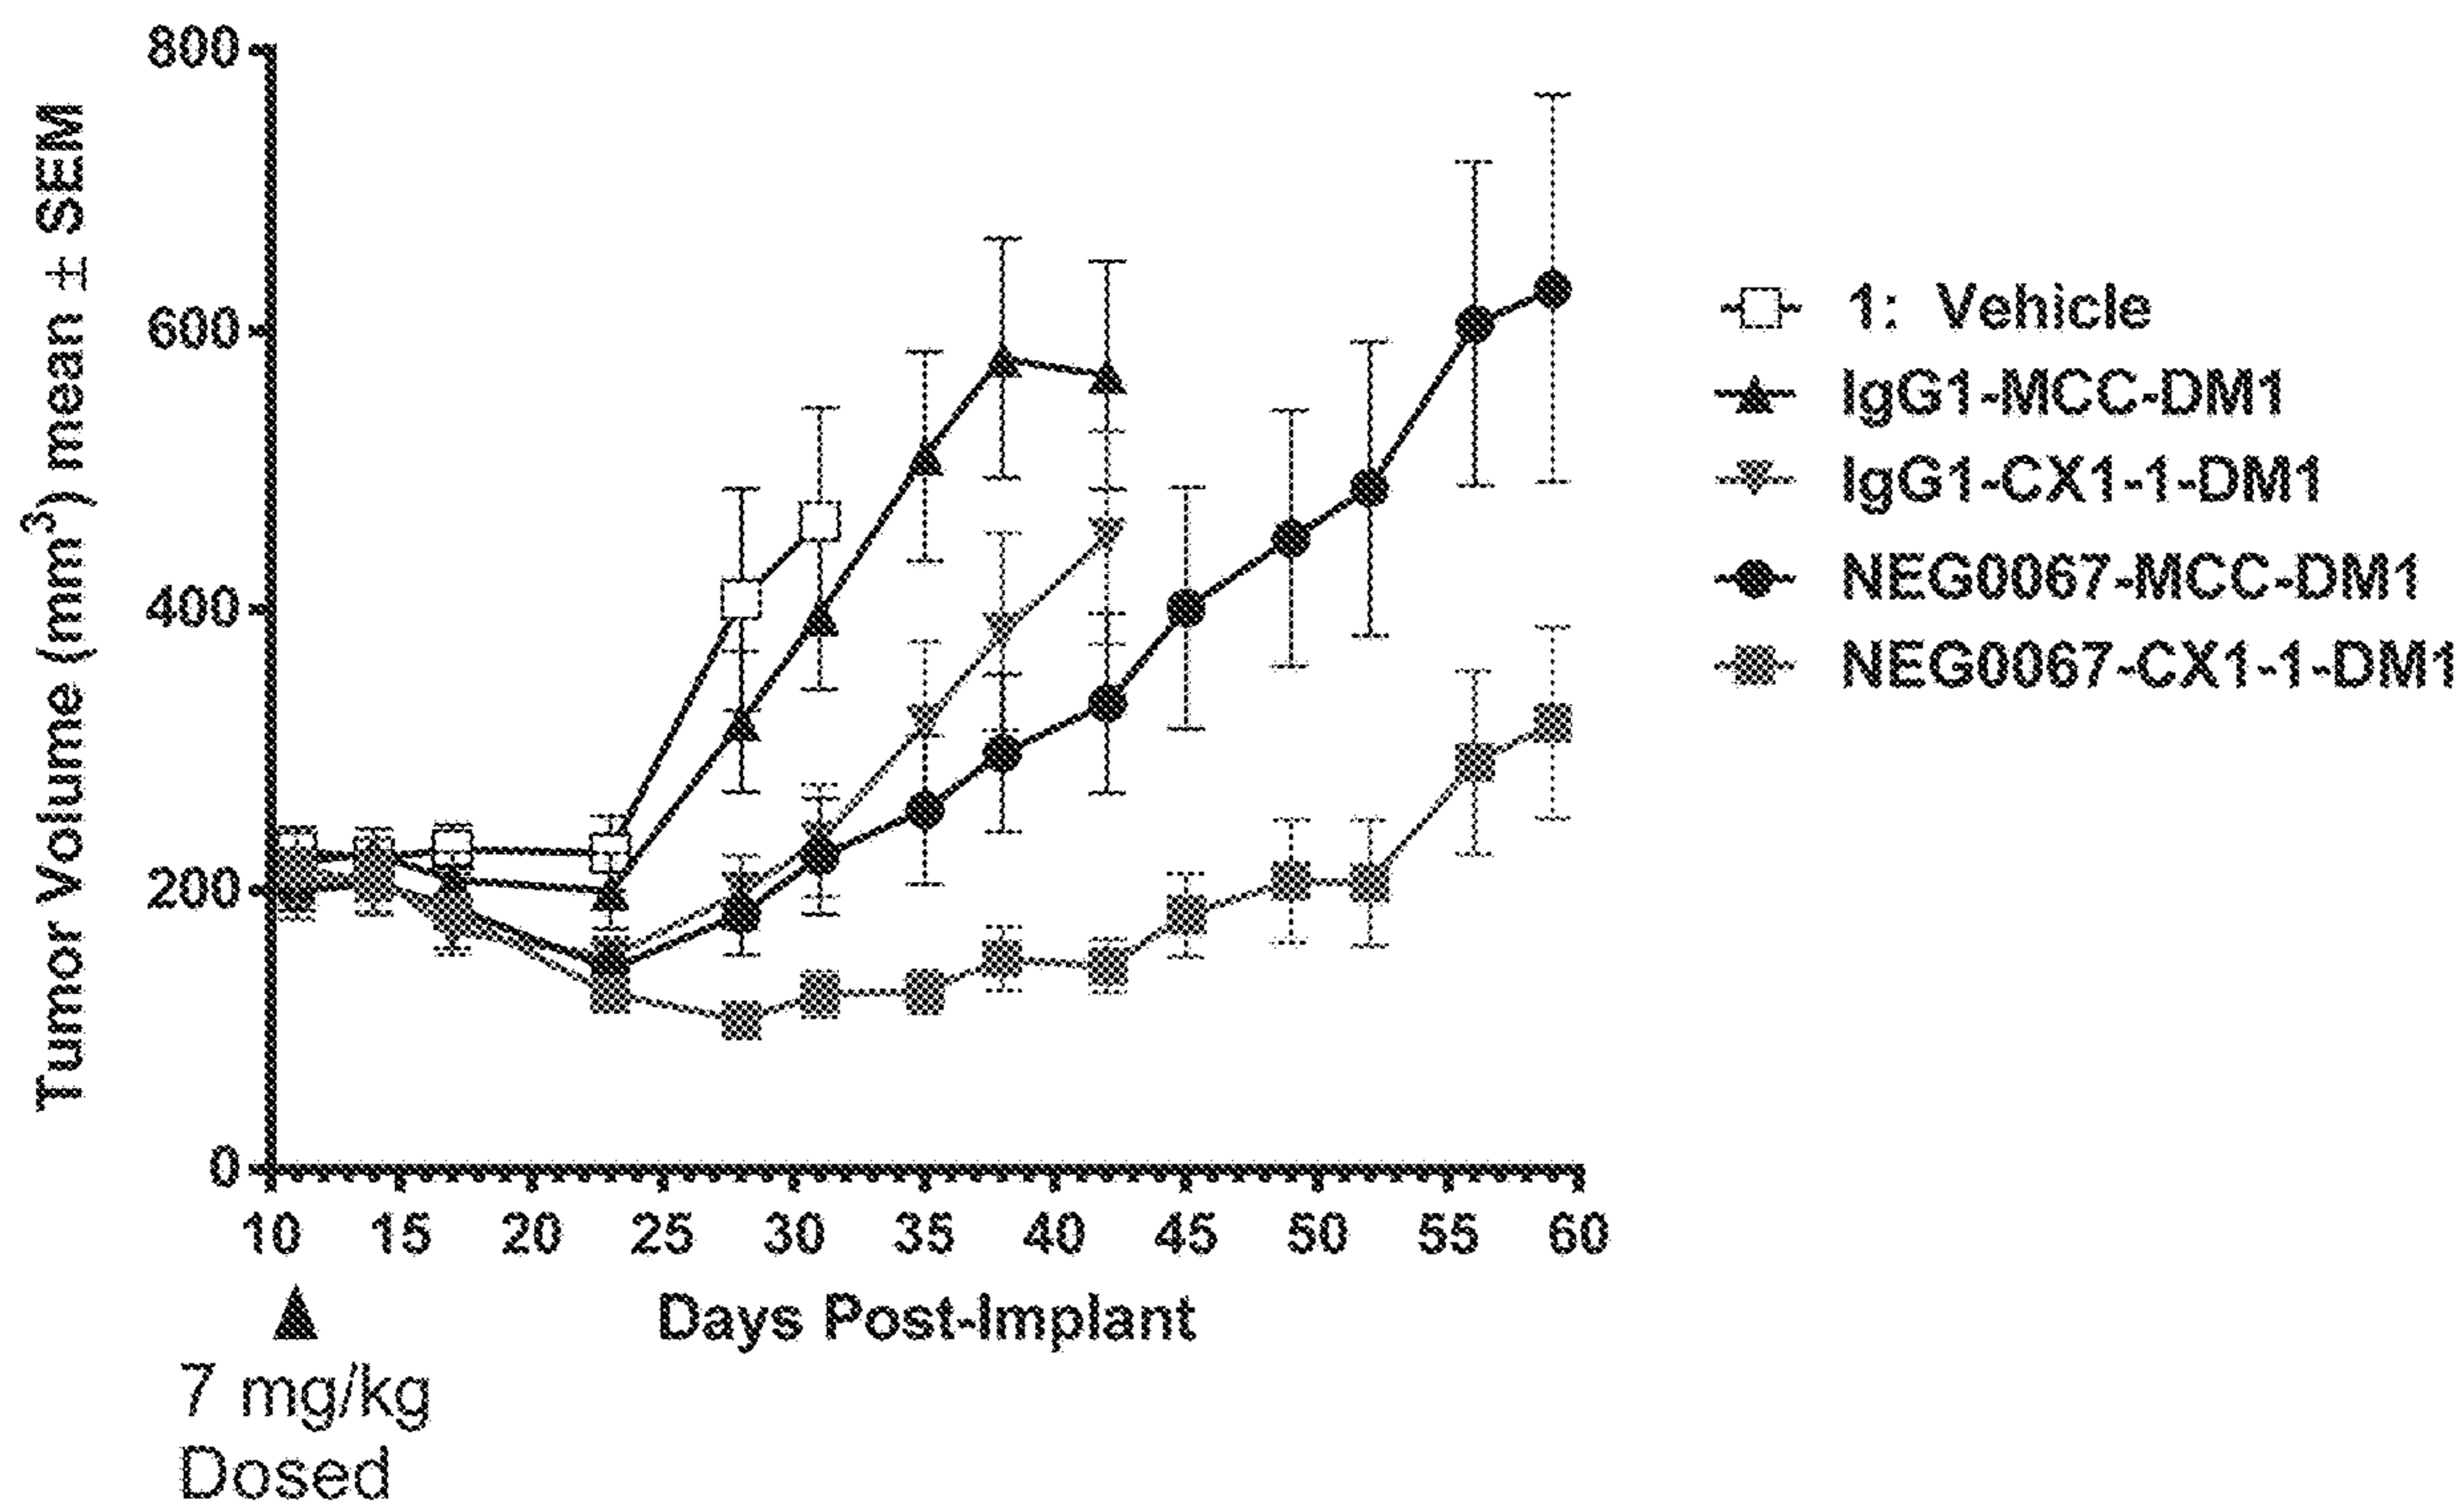 Tumor Volume (mm³) mean ± SEM
800
600
400
200
0
10 15 20 25 30 35 40 45 50 55 60
Days Post-Implant
7 mg/kg
Dosed
1: Vehicle
IgG1-MCC-DM1
IgG1-CX1-1-DM1
NEG0067-MCC-DM1
NEG0067-CX1-1-DM1